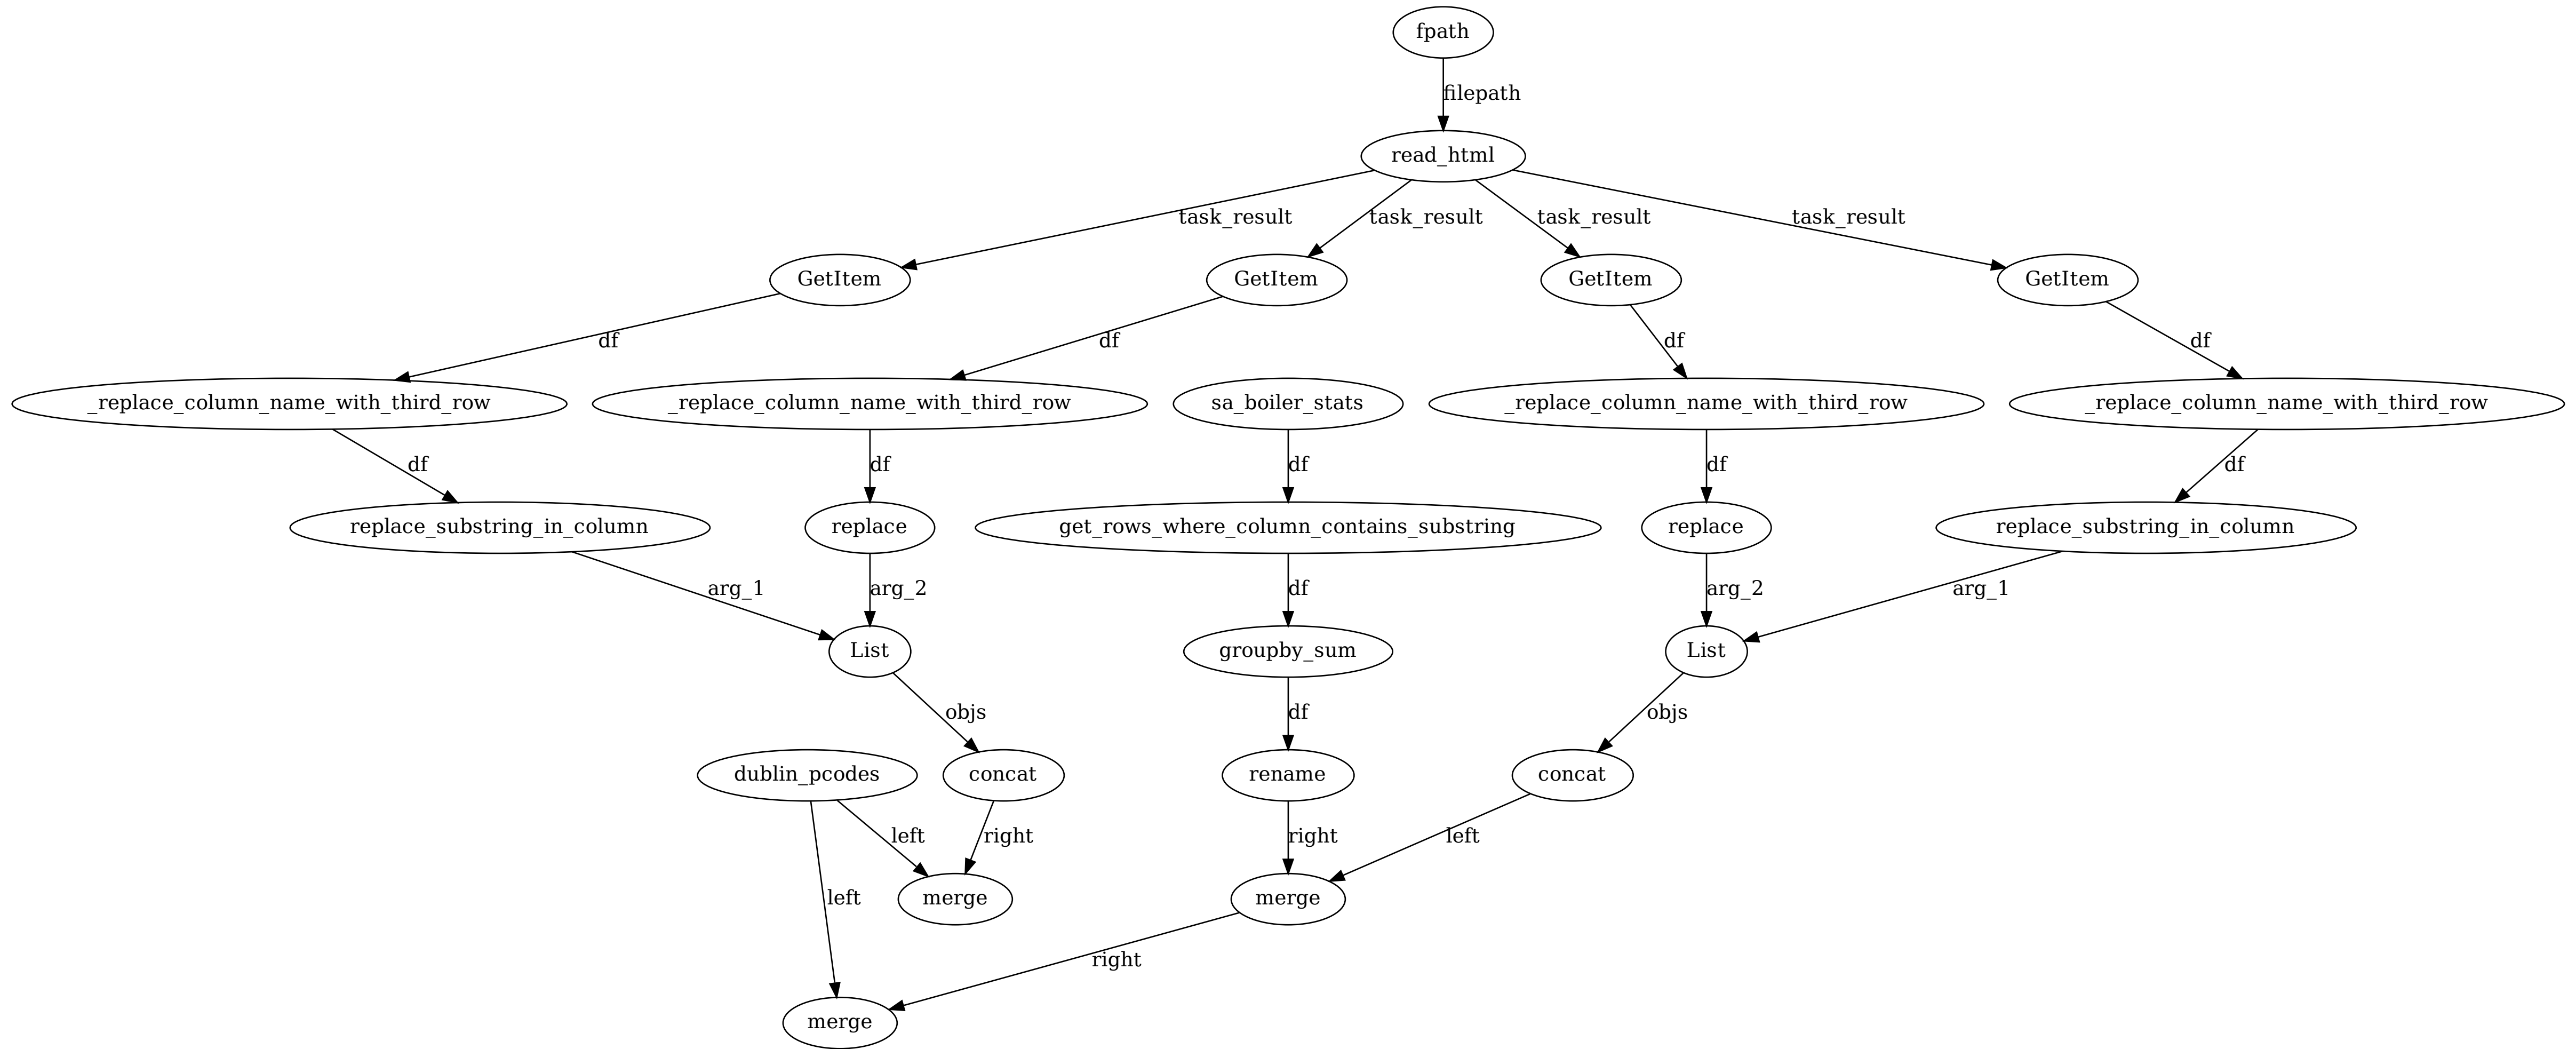 fpath
filepath
read_html
task_result task_result task_result task_result
GetItem GetItem GetItem GetItem
df df df df
_replace_column_name_with_third_row _replace_column_name_with_third_row sa_boiler_stats _replace_column_name_with_third_row _replace_column_name_with_third_row
df df df df df
replace_substring_in_column replace get_rows_where_column_contains_substring replace replace_substring_in_column
arg_1 arg_2 df arg_2 arg_1
List groupby_sum List
objs df objs
dublin_pcodes concat rename concat
left right right left
merge merge
left
right
merge